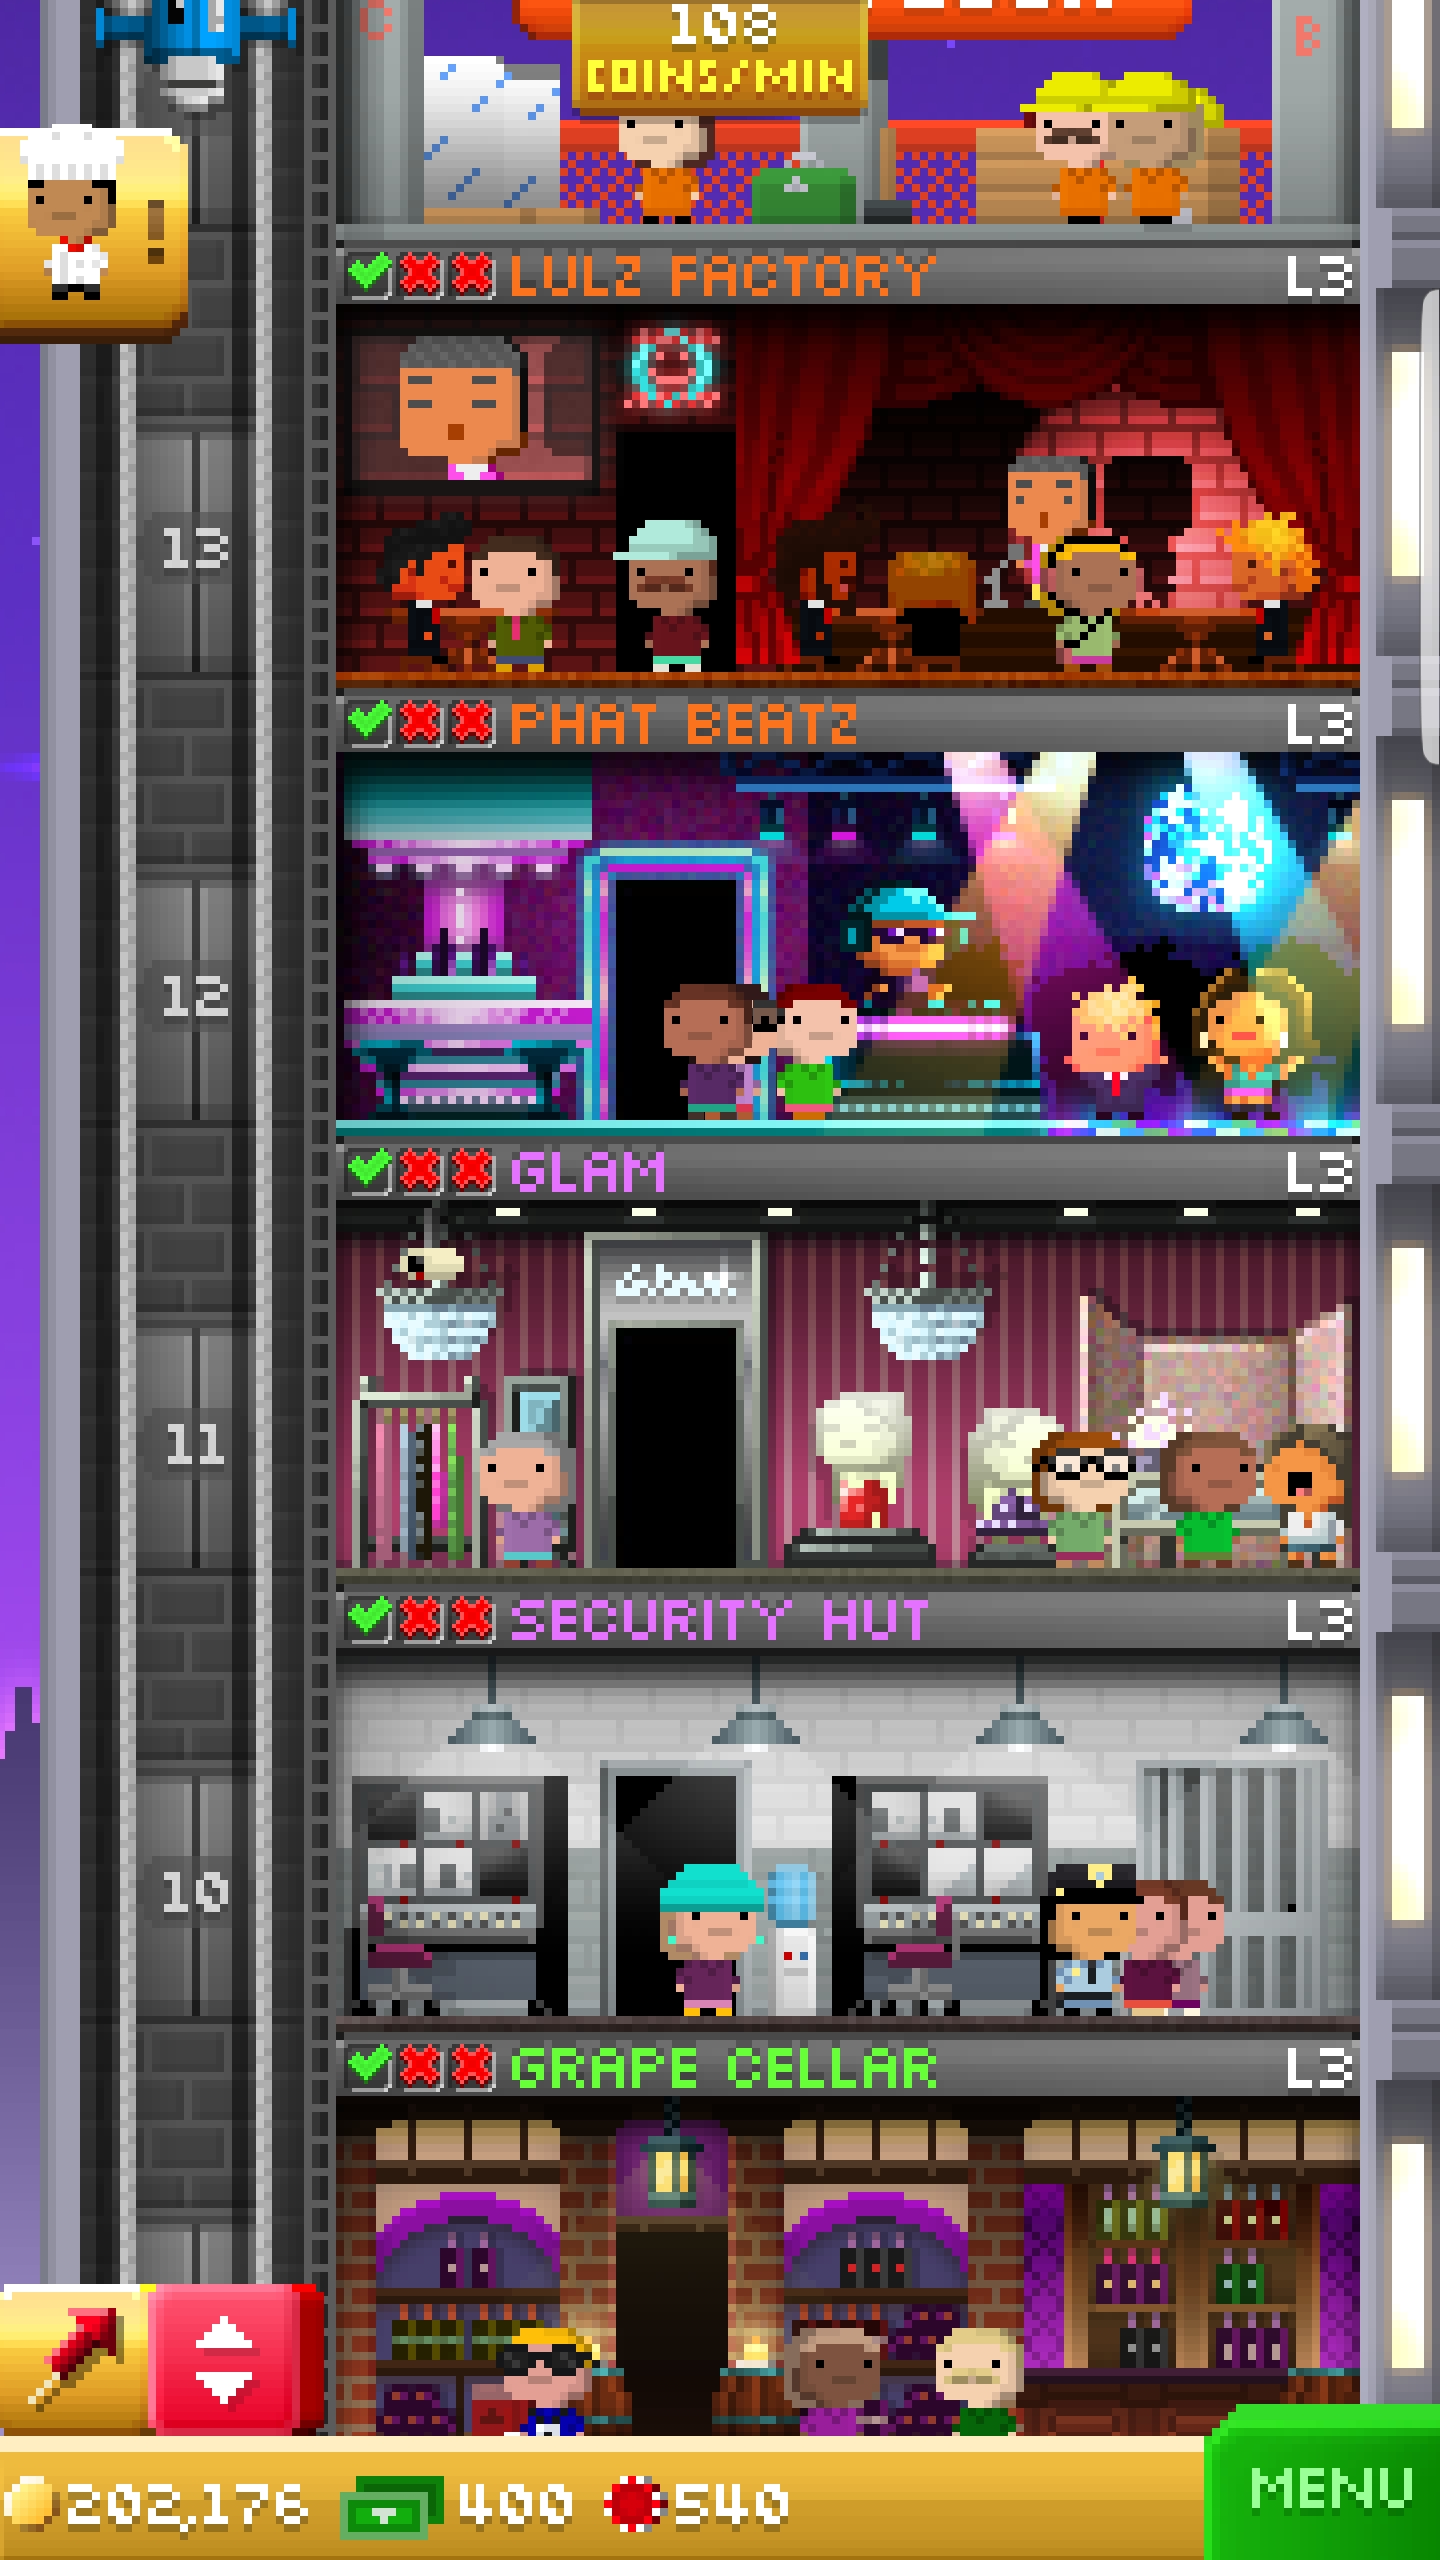 C
B
108
COINS/MIN
!
LULZ FACTORY L3
13
PHAT BEATZ L3
12
GLAM L3
Glam
11
SECURITY HUT L3
10
GRAPE CELLAR L3
202,176 400 540
MENU